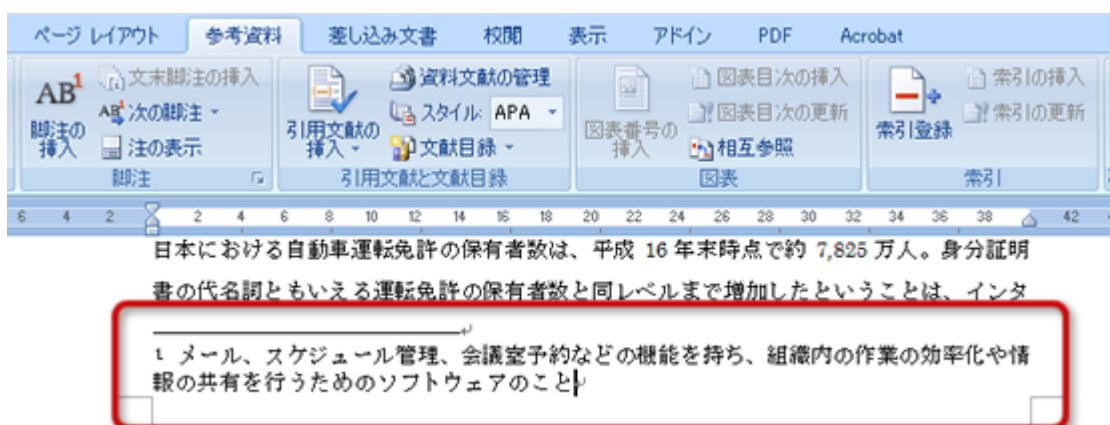 ページ レイアウト 参考資料 差し込み文書 校閲 表示 アドイン PDF Acrobat
AB1 文末脚注の挿入 資料文献の管理 図表目次の挿入 索引の挿入
AB1 次の脚注 スタイル: APA 図表目次の更新 索引の更新
脚注の挿入 注の表示 引用文献の挿入 文献目録 図表番号の挿入 相互参照 索引登録
脚注 引用文献と文献目録 図表 索引
6 4 2 2 4 6 8 10 12 14 16 18 20 22 24 26 28 30 32 34 36 38 42
日本における自動車運転免許の保有者数は、平成 16 年末時点で約 7,825 万人。身分証明
書の代名詞ともいえる運転免許の保有者数と同レベルまで増加したということは、インタ
1 メール、スケジュール管理、会議室予約などの機能を持ち、組織内の作業の効率化や情
報の共有を行うためのソフトウェアのこと